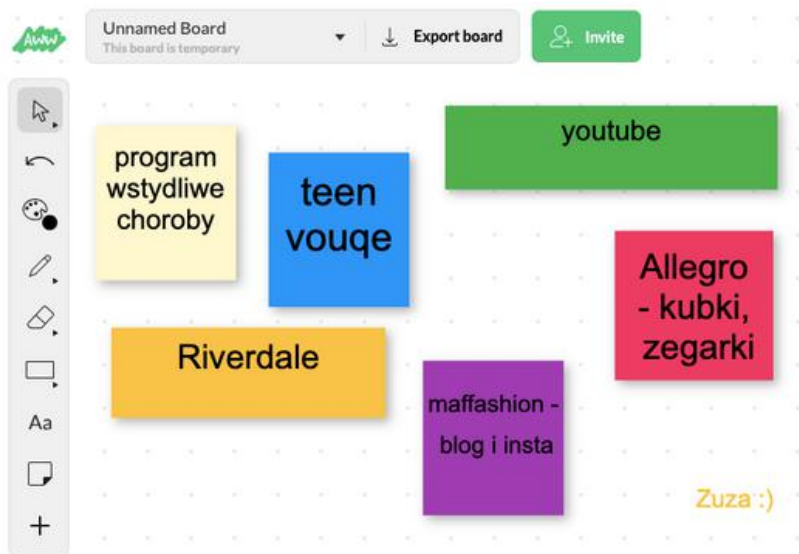 AWW
Unnamed Board
This board is temporary
Export board
Invite
program
wstydliwe
choroby
teen
vouqe
youtube
Allegro
- kubki,
zegarki
Riverdale
maffashion -
blog i insta
Aa
Zuza :)